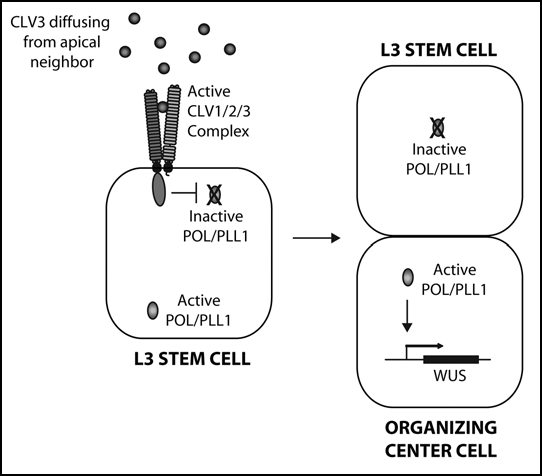 CLV3 diffusing
from apical
neighbor
Active
CLV1/2/3
Complex
Inactive
POL/PLL1
Active
POL/PLL1
L3 STEM CELL
L3 STEM CELL
Inactive
POL/PLL1
Active
POL/PLL1
WUS
ORGANIZING
CENTER CELL